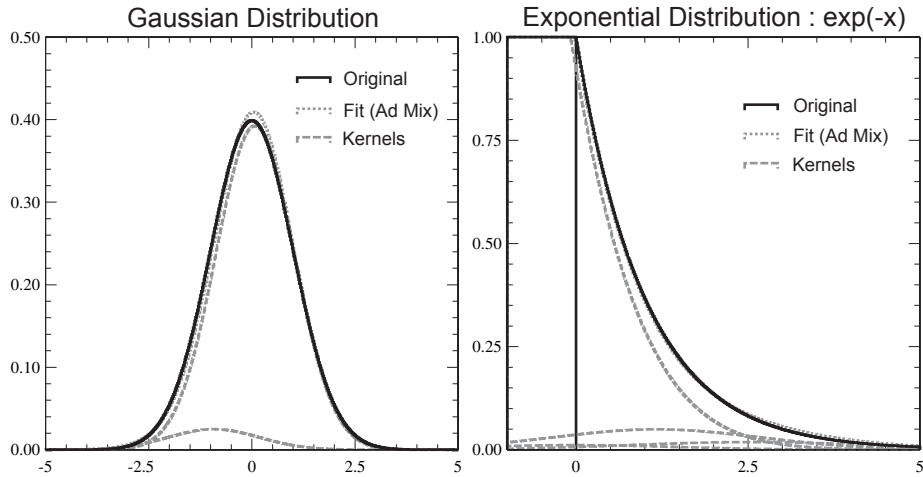 Gaussian Distribution
0.50
0.40
0.30
0.20
0.10
0.00
-5
-2.5
0
2.5
5
Original
Fit (Ad Mix)
Kernels
Exponential Distribution : exp(-x)
1.00
0.75
0.50
0.25
0.00
0
2.5
5
Original
Fit (Ad Mix)
Kernels